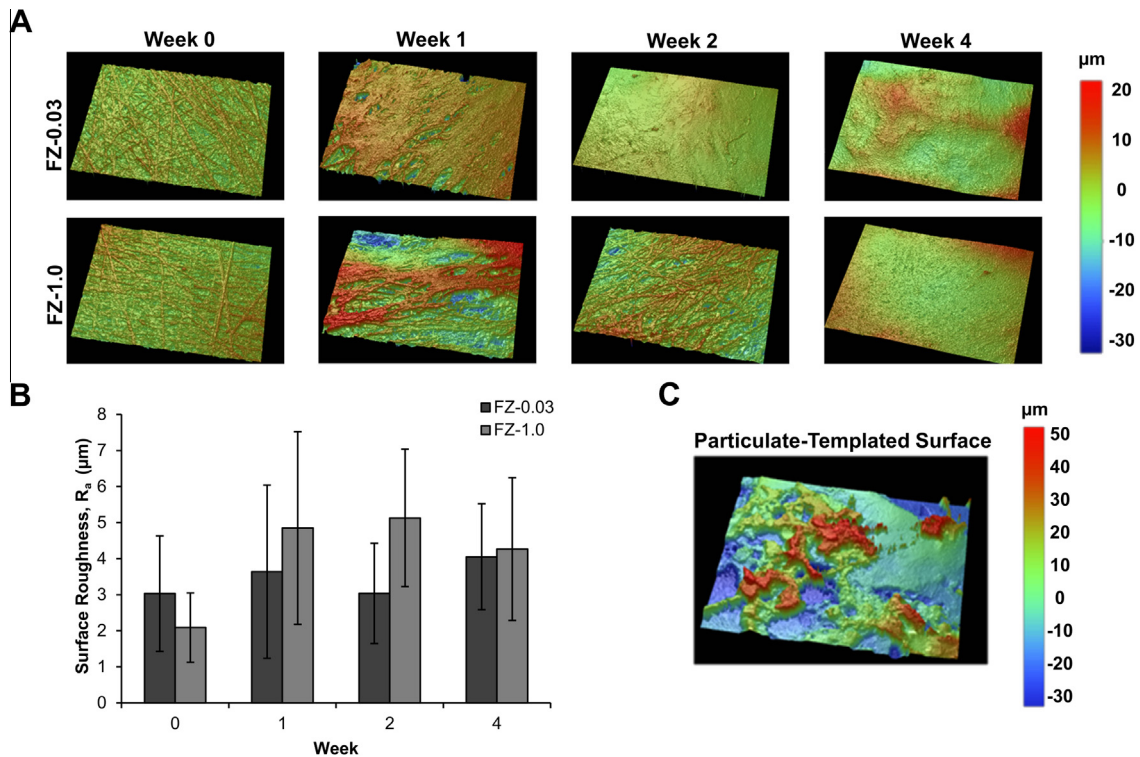 A
Week 0 Week 1 Week 2 Week 4
FZ-0.03
FZ-1.0
µm
20
10
0
-10
-20
-30
B
Surface Roughness, Ra (µm)
8
7
6
5
4
3
2
1
0
FZ-0.03
FZ-1.0
0 1 2 4
Week
C
Particulate-Templated Surface
µm
50
40
30
20
10
0
-10
-20
-30